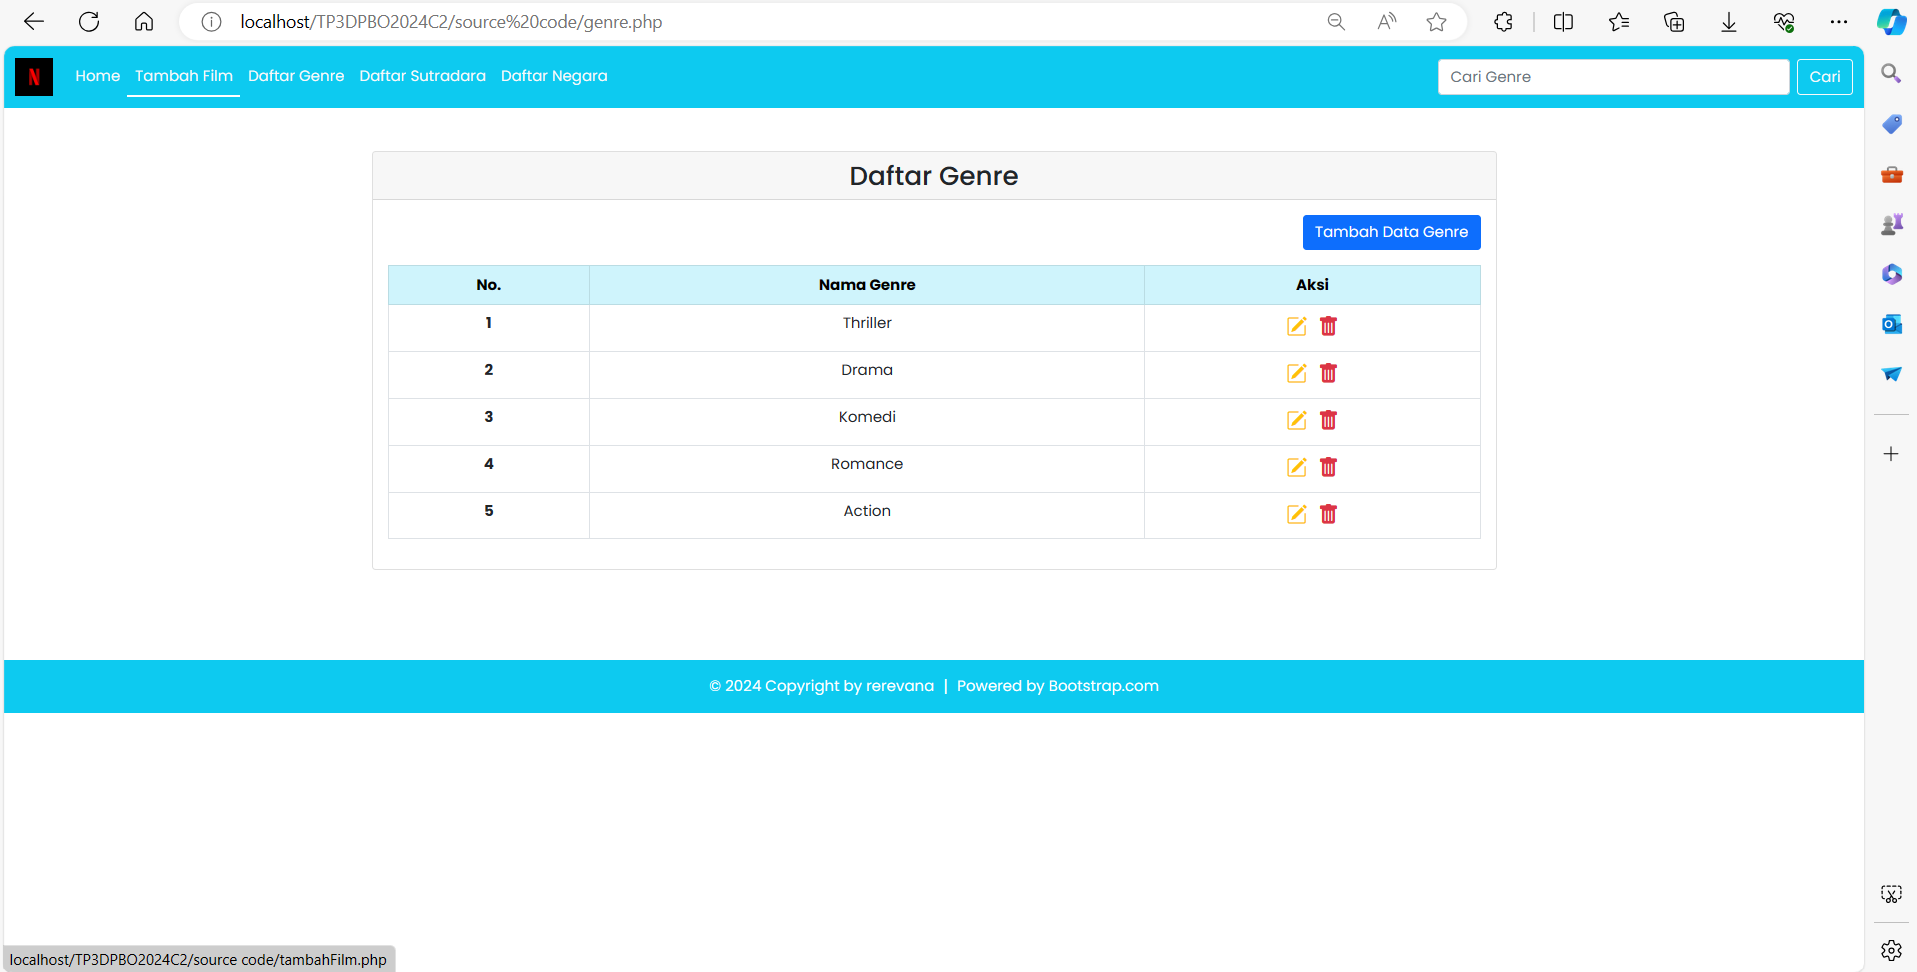 localhost/TP3DPBO2024C2/source%20code/genre.php
N Home Tambah Film Daftar Genre Daftar Sutradara Daftar Negara Cari Genre Cari
Daftar Genre
Tambah Data Genre
No. Nama Genre Aksi
1 Thriller
2 Drama
3 Komedi
4 Romance
5 Action
© 2024 Copyright by rerevana | Powered by Bootstrap.com
localhost/TP3DPBO2024C2/source code/tambahFilm.php